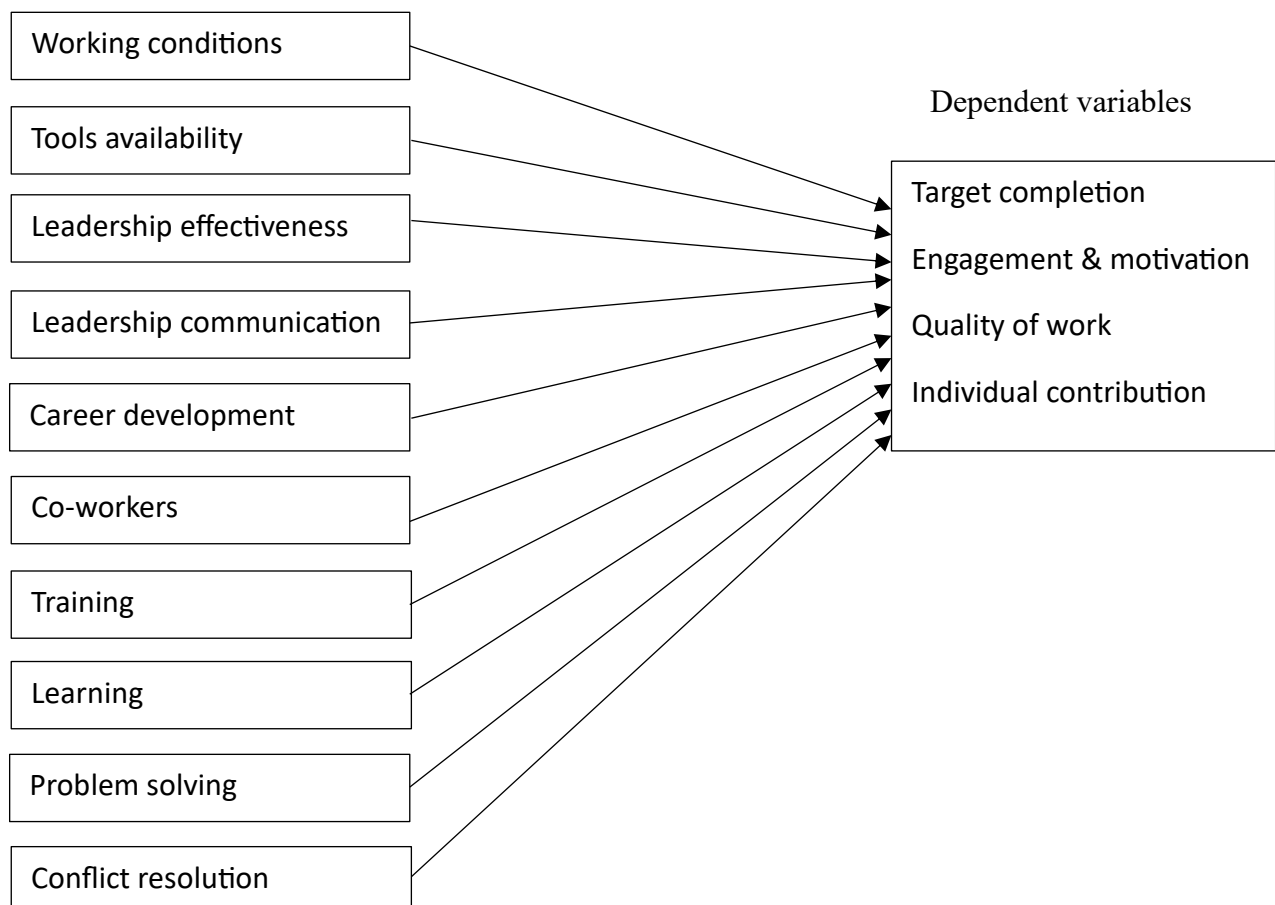 Working conditions
Tools availability
Leadership effectiveness
Leadership communication
Career development
Co-workers
Training
Learning
Problem solving
Conflict resolution
Dependent variables
Target completion
Engagement & motivation
Quality of work
Individual contribution